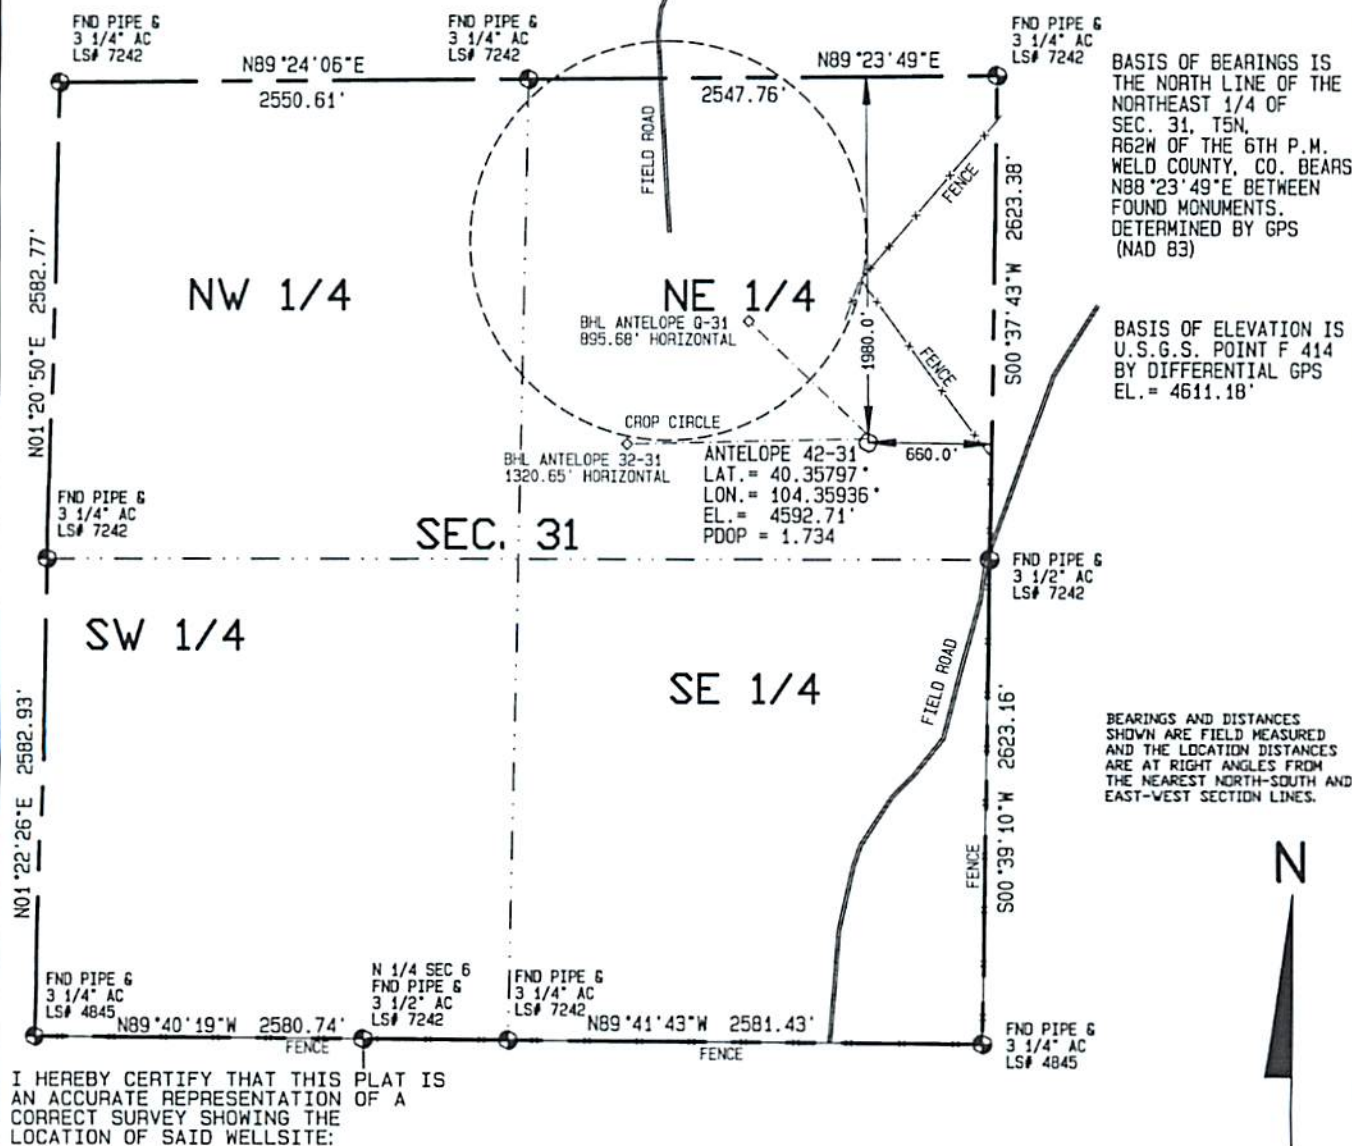 FND PIPE &
3 1/4" AC
LS# 7242
FND PIPE &
3 1/4" AC
LS# 7242
FND PIPE &
3 1/4" AC
LS# 7242
N89°24'06"E
2550.61'
N89°23'49"E
2547.76'
BASIS OF BEARINGS IS
THE NORTH LINE OF THE
NORTHEAST 1/4 OF
SEC. 31, T5N,
R62W OF THE 6TH P.M.
WELD COUNTY, CO. BEARS
N88°23'49"E BETWEEN
FOUND MONUMENTS.
DETERMINED BY GPS
(NAD 83)
FIELD ROAD
FENCE
S00°37'43"W 2623.38'
N01°20'50"E 2582.77'
NW 1/4
NE 1/4
BHL ANTELOPE Q-31
895.68' HORIZONTAL
1980.0'
FENCE
BASIS OF ELEVATION IS
U.S.G.S. POINT F 414
BY DIFFERENTIAL GPS
EL.= 4611.18'
CROP CIRCLE
660.0'
BHL ANTELOPE 32-31
1320.65' HORIZONTAL
ANTELOPE 42-31
LAT.= 40.35797°
LON.= 104.35936°
EL.= 4592.71'
PDOP = 1.734
FND PIPE &
3 1/4" AC
LS# 7242
SEC. 31
FND PIPE &
3 1/2" AC
LS# 7242
SW 1/4
SE 1/4
FIELD ROAD
N01°22'26"E 2582.93'
S00°39'10"W 2623.16'
FENCE
BEARINGS AND DISTANCES
SHOWN ARE FIELD MEASURED
AND THE LOCATION DISTANCES
ARE AT RIGHT ANGLES FROM
THE NEAREST NORTH-SOUTH AND
EAST-WEST SECTION LINES.
N
FND PIPE &
3 1/4" AC
LS# 4845
N 1/4 SEC 6
FND PIPE &
3 1/2" AC
LS# 7242
FND PIPE &
3 1/4" AC
LS# 7242
N89°40'19"W 2580.74'
FENCE
N89°41'43"W 2581.43'
FENCE
FND PIPE &
3 1/4" AC
LS# 4845
I HEREBY CERTIFY THAT THIS PLAT IS
AN ACCURATE REPRESENTATION OF A
CORRECT SURVEY SHOWING THE
LOCATION OF SAID WELLSITE: